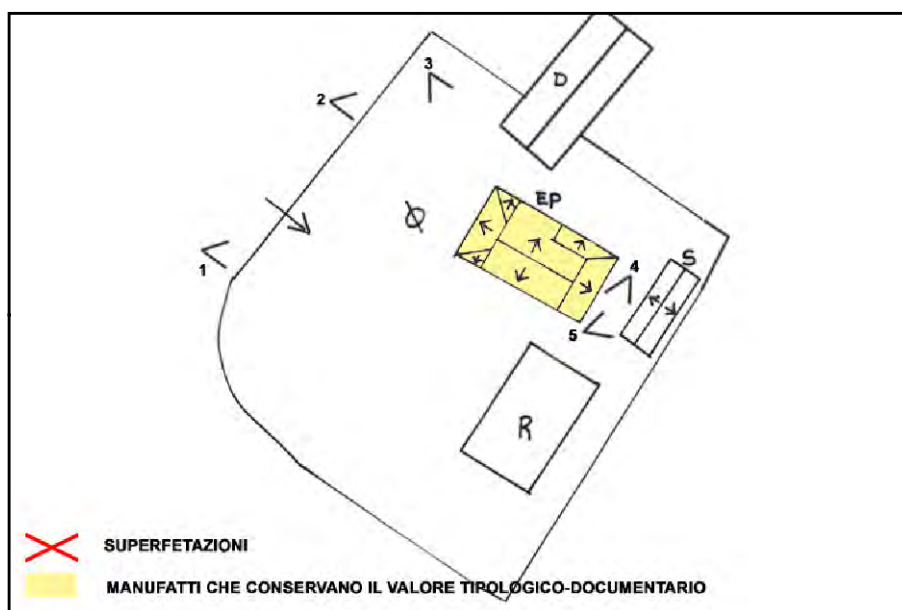 3
D
2
EP
1
4
S
5
R
SUPERFETAZIONI
MANUFATTI CHE CONSERVANO IL VALORE TIPOLOGICO-DOCUMENTARIO